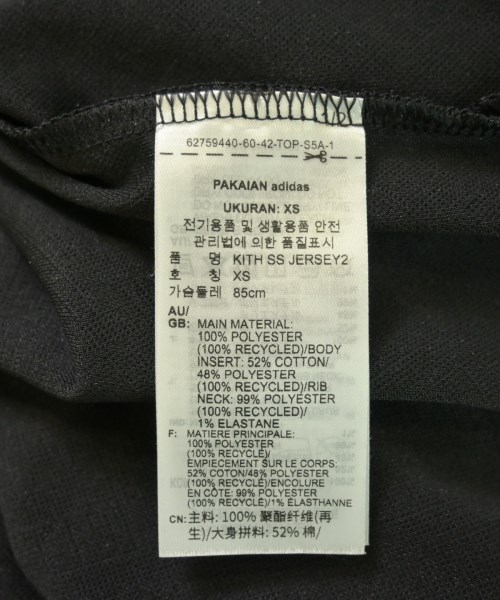 62759440-60-42-TOP-S5A-1
PAKAIAN adidas
UKURAN: XS
전기용품 및 생활용품 안전
관리법에 의한 품질표시
품 명 KITH SS JERSEY2
호 칭 XS
가슴둘레 85cm
AU/
GB: MAIN MATERIAL:
100% POLYESTER
(100% RECYCLED)/BODY
INSERT: 52% COTTON/
48% POLYESTER
(100% RECYCLED)/RIB
NECK: 99% POLYESTER
(100% RECYCLED)/
1% ELASTANE
F: MATIERE PRINCIPALE:
100% POLYESTER
(100% RECYCLÉ)/
EMPIECEMENT SUR LE CORPS:
52% COTON/48% POLYESTER
(100% RECYCLÉ)/ENCOLURE
EN CÔTE: 99% POLYESTER
(100% RECYCLÉ)/1% ÉLASTHANNE
CN: 主料: 100% 聚酯纤维(再
生)/大身拼料: 52% 棉/